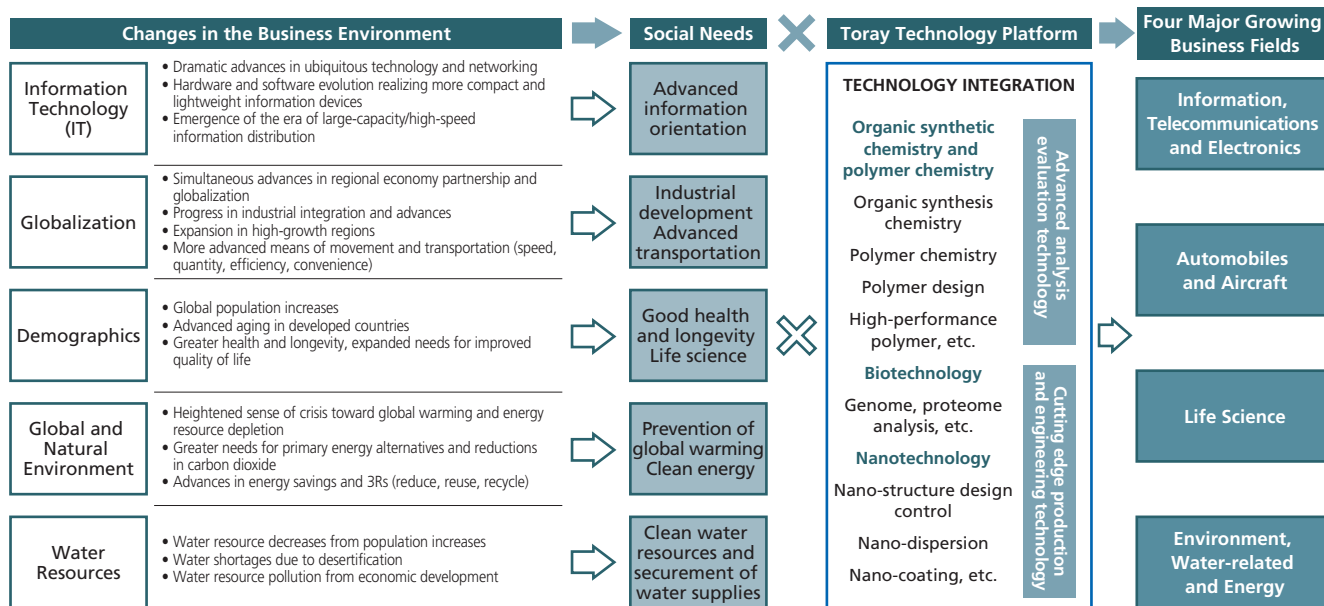 Changes in the Business Environment
Social Needs
Toray Technology Platform
Four Major Growing
Business Fields
Information
Technology
(IT)
• Dramatic advances in ubiquitous technology and networking
• Hardware and software evolution realizing more compact and
lightweight information devices
• Emergence of the era of large-capacity/high-speed
information distribution
Advanced
information
orientation
Globalization
• Simultaneous advances in regional economy partnership and
globalization
• Progress in industrial integration and advances
• Expansion in high-growth regions
• More advanced means of movement and transportation (speed,
quantity, efficiency, convenience)
Industrial
development
Advanced
transportation
Demographics
• Global population increases
• Advanced aging in developed countries
• Greater health and longevity, expanded needs for improved
quality of life
Good health
and longevity
Life science
Global and
Natural
Environment
• Heightened sense of crisis toward global warming and energy
resource depletion
• Greater needs for primary energy alternatives and reductions
in carbon dioxide
• Advances in energy savings and 3Rs (reduce, reuse, recycle)
Prevention of
global warming
Clean energy
Water
Resources
• Water resource decreases from population increases
• Water shortages due to desertification
• Water resource pollution from economic development
Clean water
resources and
securement of
water supplies
TECHNOLOGY INTEGRATION
Organic synthetic
chemistry and
polymer chemistry
Organic synthesis
chemistry
Polymer chemistry
Polymer design
High-performance
polymer, etc.
Biotechnology
Genome, proteome
analysis, etc.
Nanotechnology
Nano-structure design
control
Nano-dispersion
Nano-coating, etc.
Advanced analysis
evaluation technology
Cutting edge production
and engineering technology
Information,
Telecommunications
and Electronics
Automobiles
and Aircraft
Life Science
Environment,
Water-related
and Energy